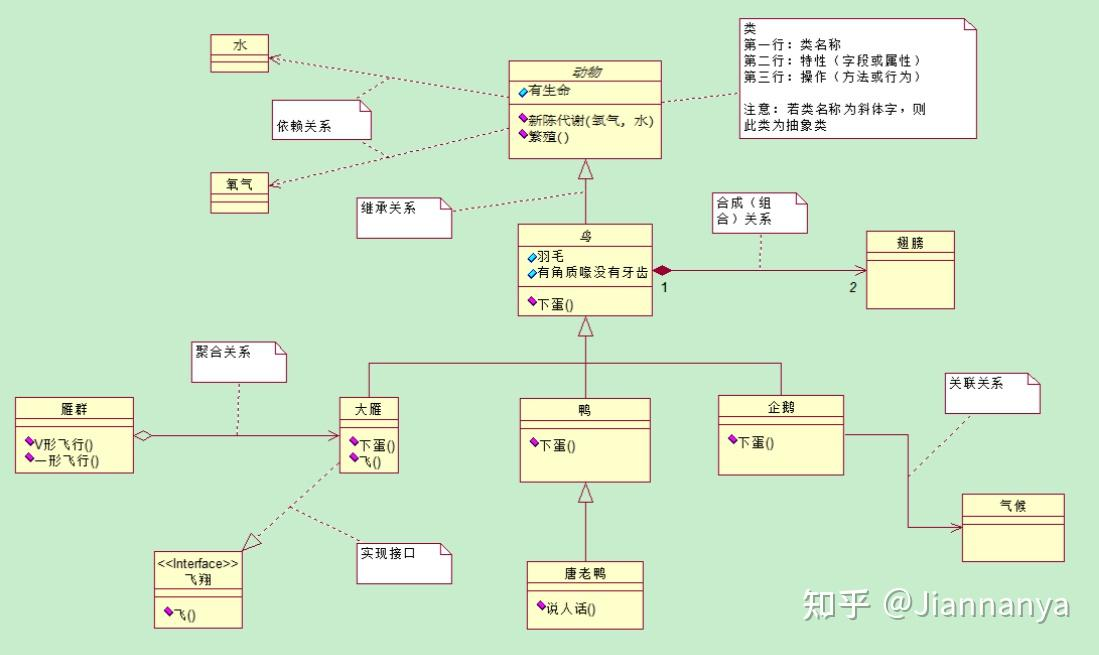 水
类
第一行：类名称
第二行：特性（字段或属性）
第三行：操作（方法或行为）
注意：若类名称为斜体字，则
此类为抽象类
动物
有生命
新陈代谢(氧气, 水)
繁殖()
依赖关系
氧气
继承关系
合成（组
合）关系
鸟
羽毛
有角质喙没有牙齿
下蛋()
1
2
翅膀
聚合关系
关联关系
雁群
V形飞行()
一形飞行()
大雁
下蛋()
飞()
鸭
下蛋()
企鹅
下蛋()
气候
实现接口
<<Interface>>
飞翔
飞()
唐老鸭
说人话()
知乎 @Jiannanya